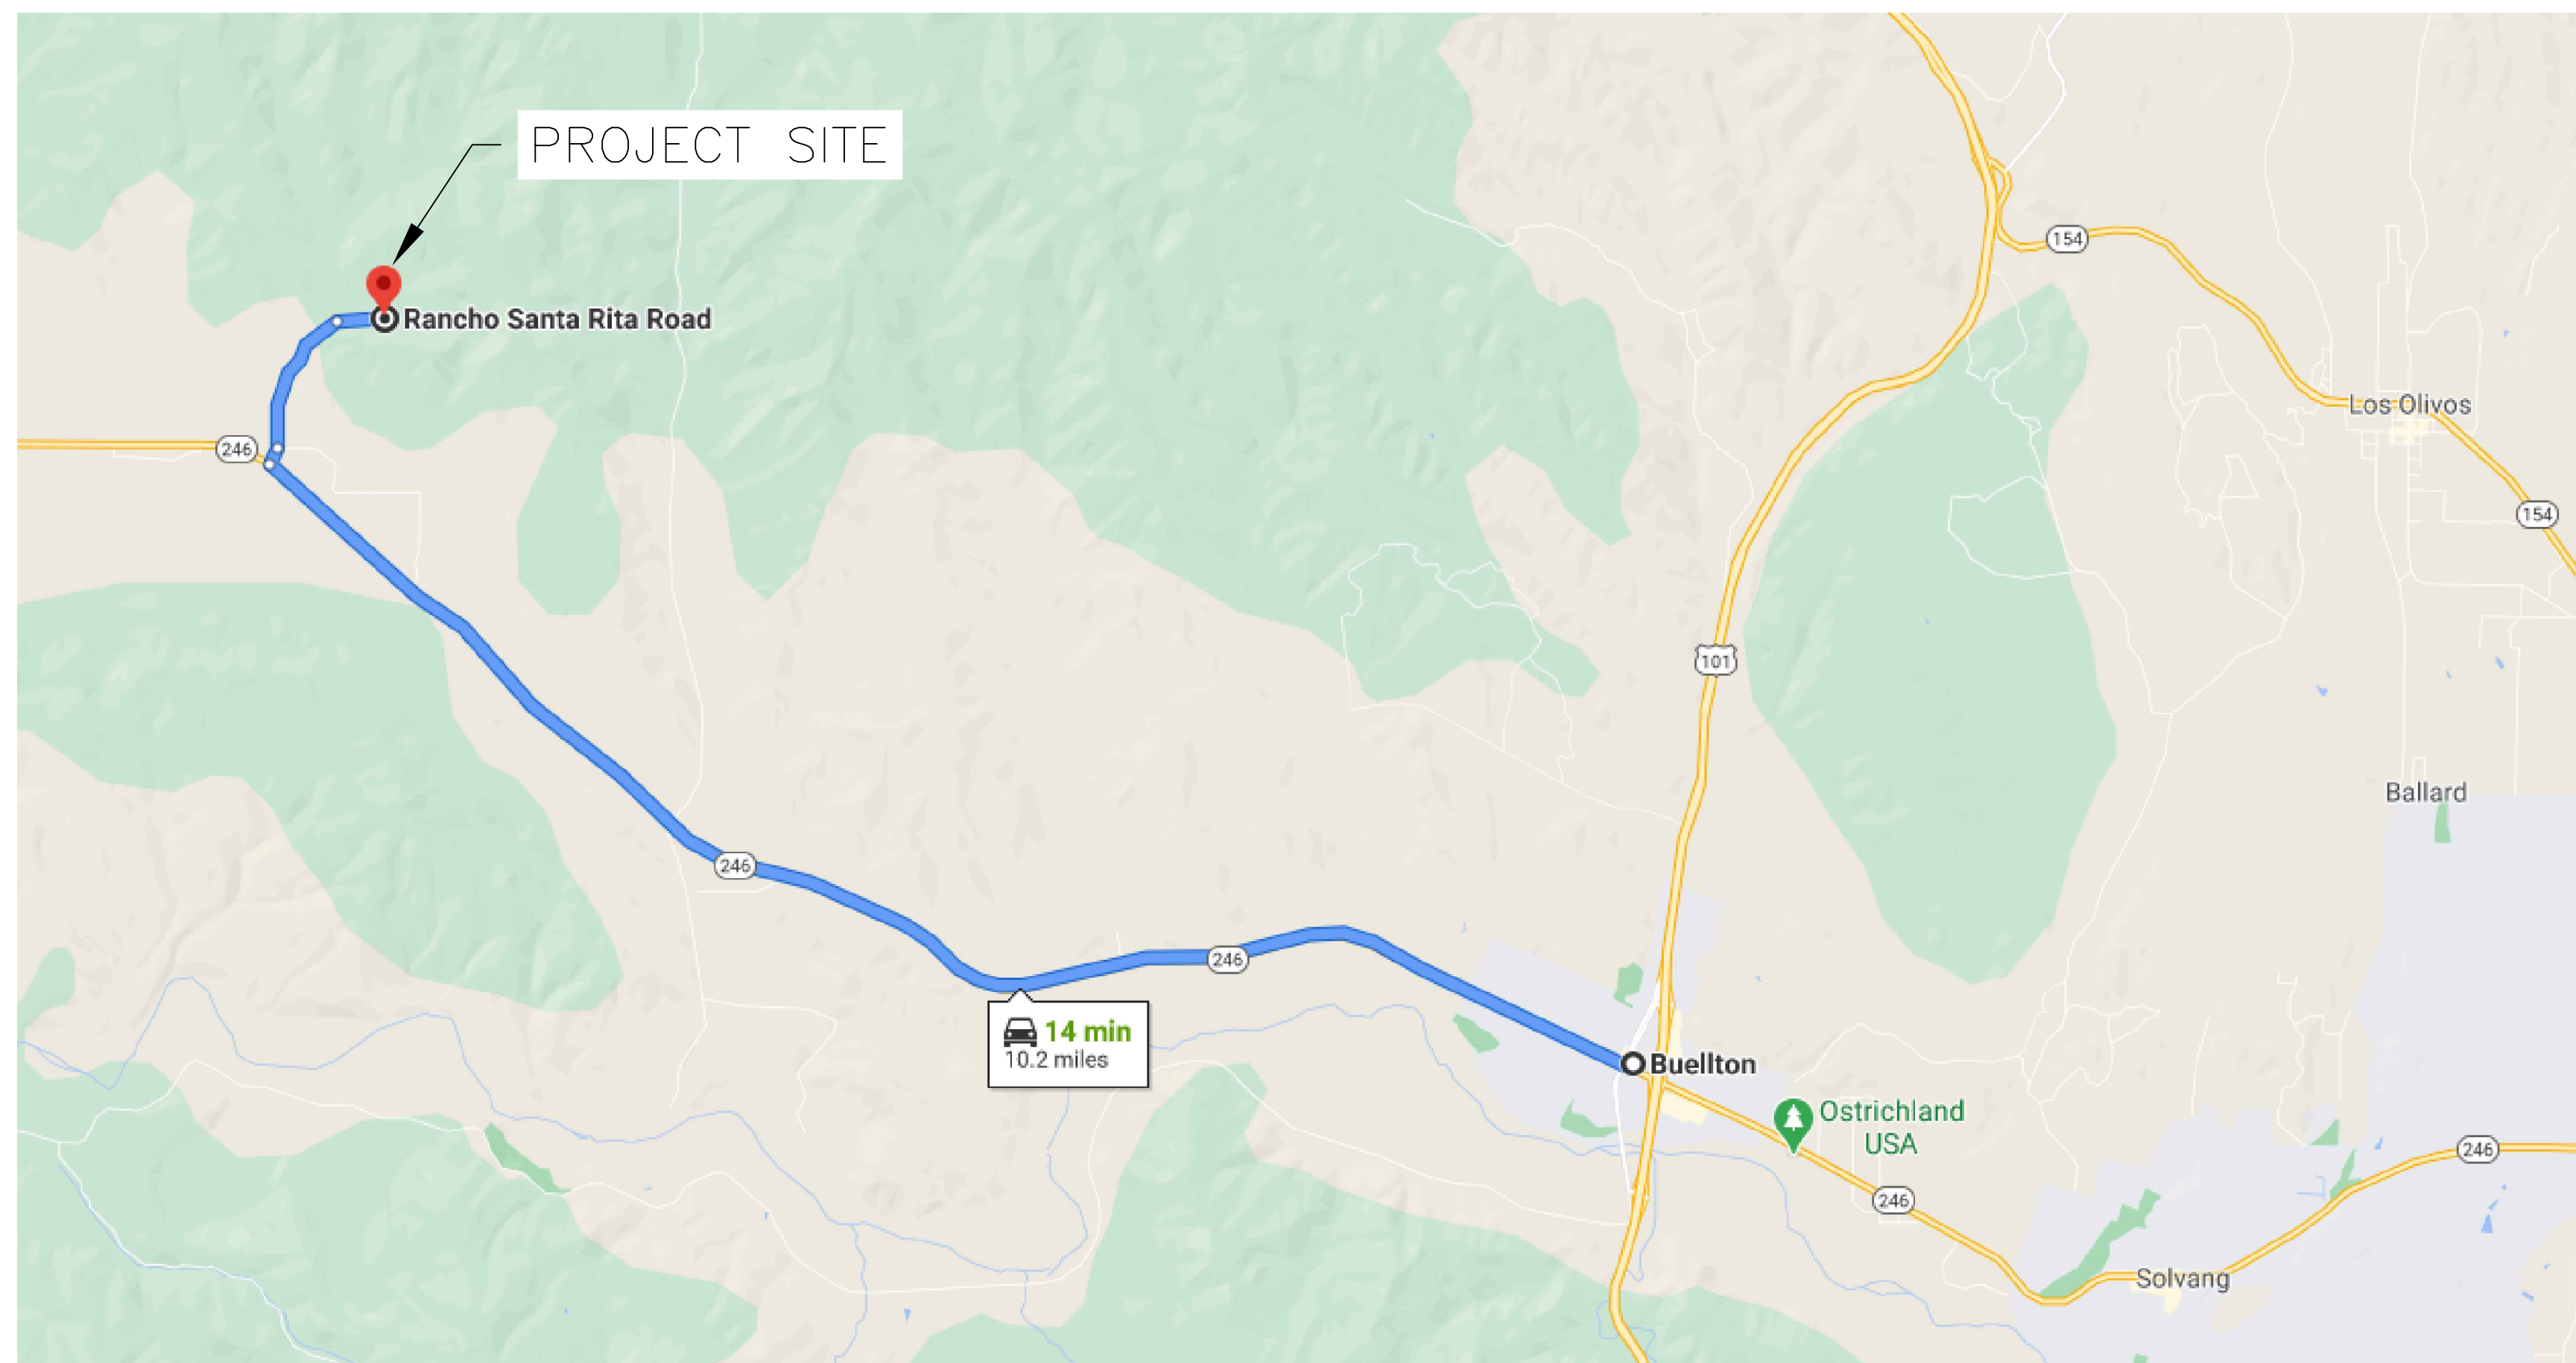 PROJECT SITE
154
Rancho Santa Rita Road
Los Olivos
246
154
101
Ballard
246
246
14 min
10.2 miles
Buellton
Ostrichland
USA
246
246
Solvang